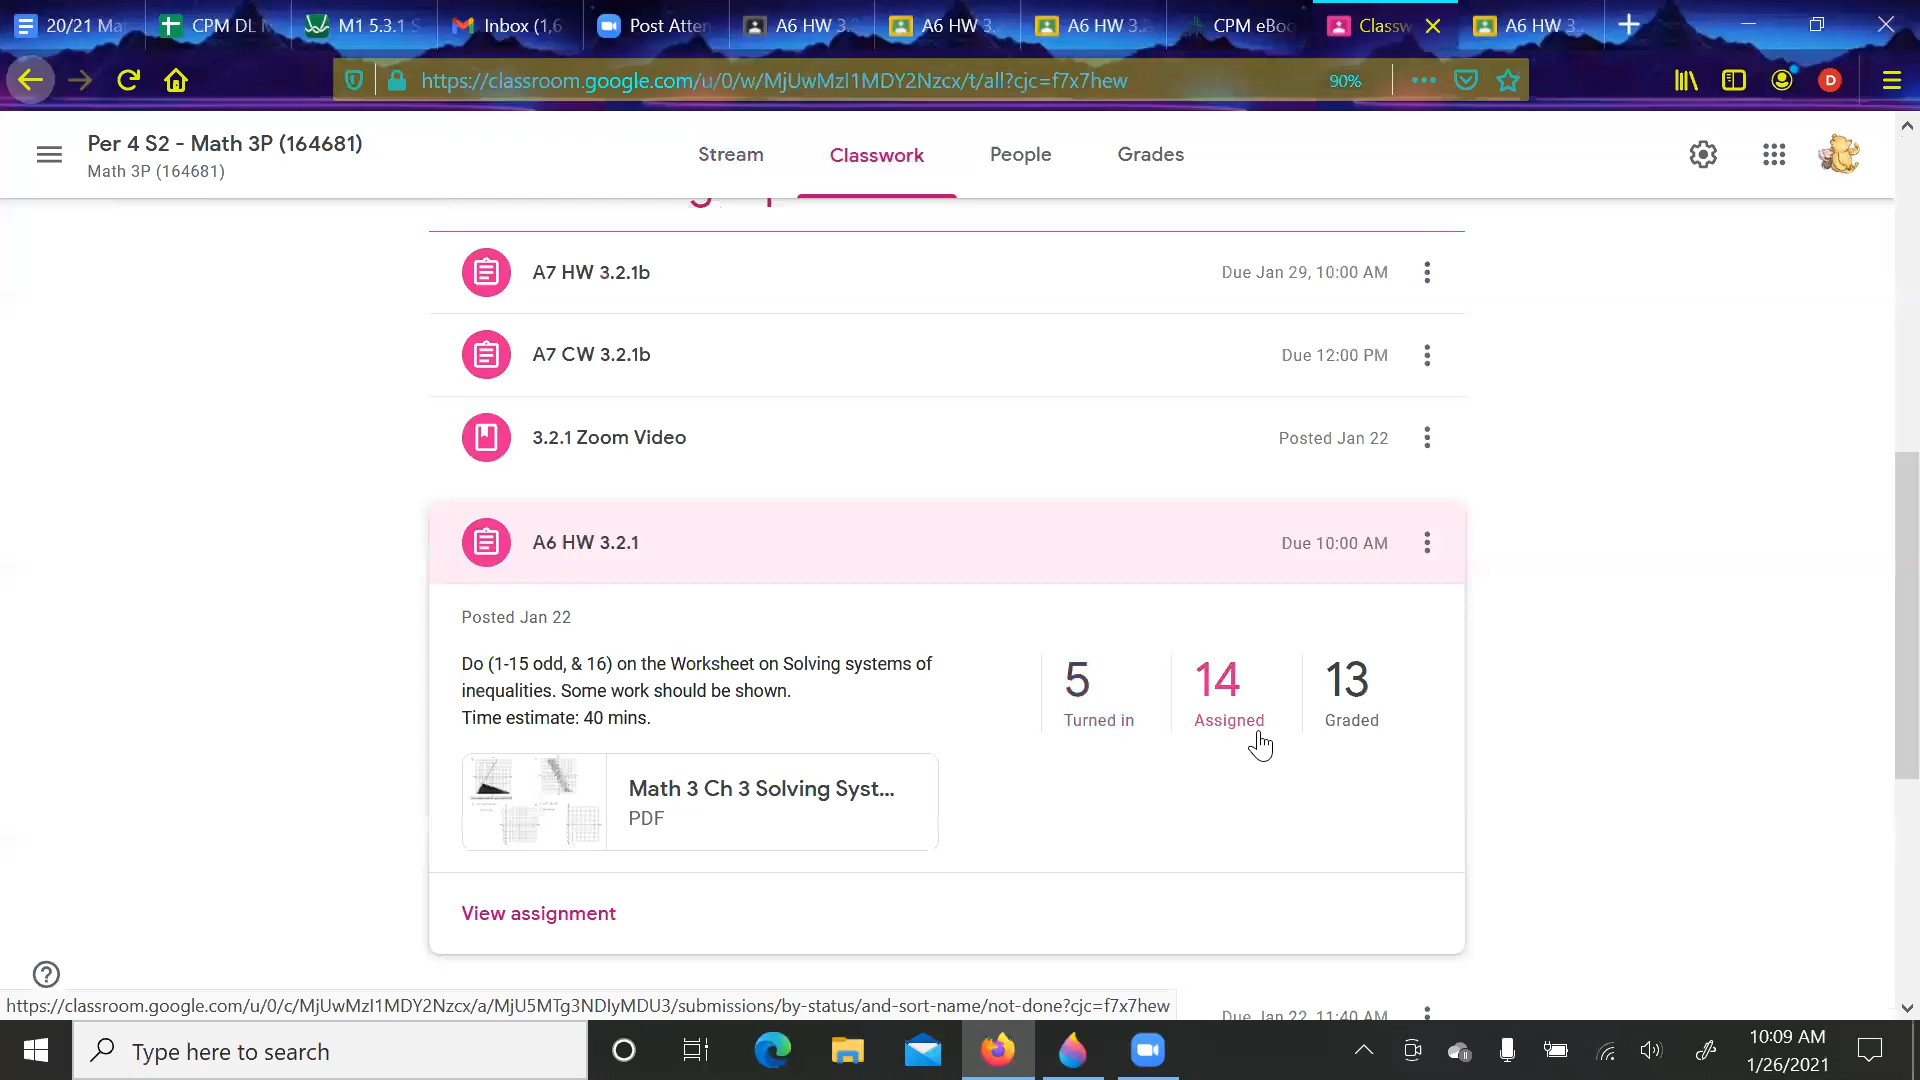 20/21 Ma
CPM DL M
M1 5.3.1 S
Inbox (1,6
Post Atten
A6 HW 3.
A6 HW 3.
A6 HW 3.2
CPM eBoo
Classw
A6 HW 3.
https://classroom.google.com/u/0/w/MjUwMzI1MDY2Nzcx/t/all?cjc=f7x7hew
90%
D
Per 4 S2 - Math 3P (164681)
Math 3P (164681)
Stream
Classwork
People
Grades
A7 HW 3.2.1b
Due Jan 29, 10:00 AM
A7 CW 3.2.1b
Due 12:00 PM
3.2.1 Zoom Video
Posted Jan 22
A6 HW 3.2.1
Due 10:00 AM
Posted Jan 22
Do (1-15 odd, & 16) on the Worksheet on Solving systems of
inequalities. Some work should be shown.
Time estimate: 40 mins.
5
Turned in
14
Assigned
13
Graded
Math 3 Ch 3 Solving Syst...
PDF
View assignment
https://classroom.google.com/u/0/c/MjUwMzI1MDY2Nzcx/a/MjU5MTg3NDIyMDU3/submissions/by-status/and-sort-name/not-done?cjc=f7x7hew
Due Jan 22, 11:40 AM
Type here to search
10:09 AM
1/26/2021